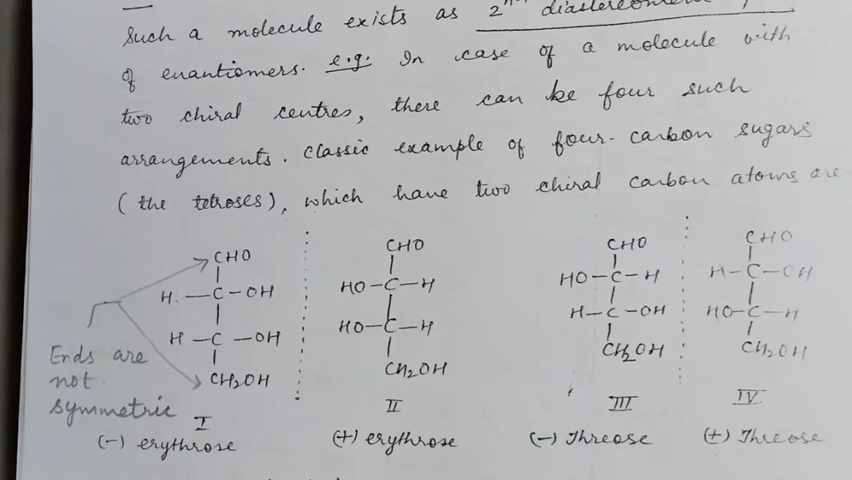 Such a molecule exists as 2ⁿ⁻¹
of enantiomers. e.g. In case of a molecule with
two chiral centres, there can be four such
arrangements. classic example of four-carbon sugars
(the tetroses), which have two chiral carbon atoms are
CHO CHO CHO CHO
H — C — OH HO — C — H HO — C — H H — C — OH
H — C — OH HO — C — H H — C — OH HO — C — H
CH2OH CH2OH CH2OH CH2OH
Ends are
not
symmetric
I II III IV
(-) erythrose (+) erythrose (-) Threose (+) Threose